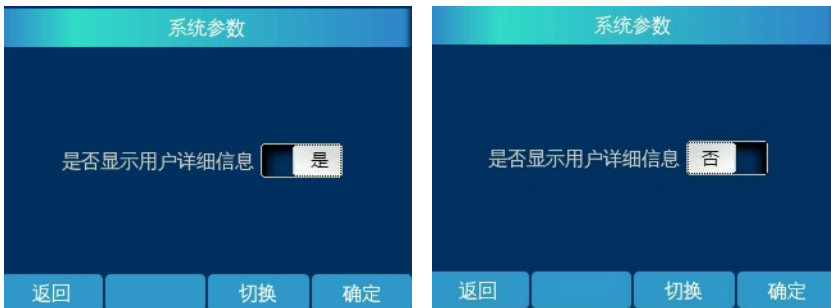 系统参数
是否显示用户详细信息 是
返回 切换 确定
系统参数
是否显示用户详细信息 否
返回 切换 确定